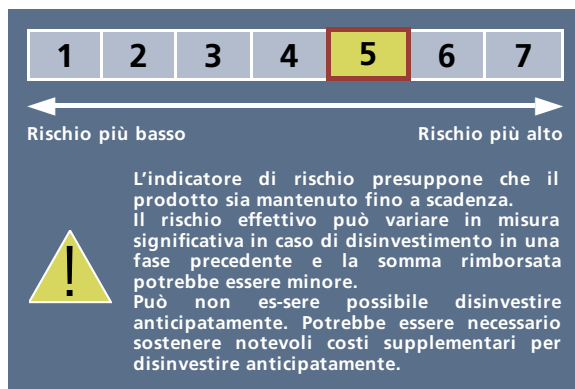 1 2 3 4 5 6 7
Rischio più basso Rischio più alto
L’indicatore di rischio presuppone che il
prodotto sia mantenuto fino a scadenza.
Il rischio effettivo può variare in misura
significativa in caso di disinvestimento in una
fase precedente e la somma rimborsata
potrebbe essere minore.
Può non es-sere possibile disinvestire
anticipatamente. Potrebbe essere necessario
sostenere notevoli costi supplementari per
disinvestire anticipatamente.
!